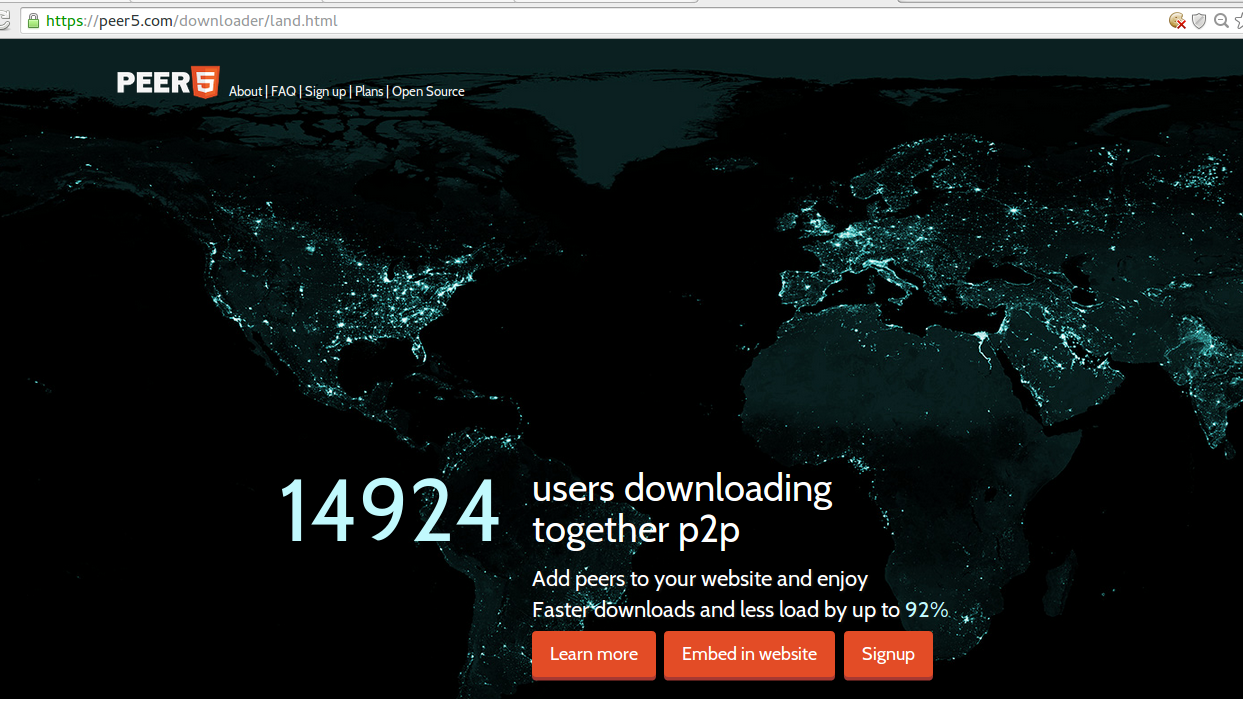 https://peer5.com/downloader/land.html
PEER5 About | FAQ | Sign up | Plans | Open Source
14924 users downloading
together p2p
Add peers to your website and enjoy
Faster downloads and less load by up to 92%
Learn more Embed in website Signup